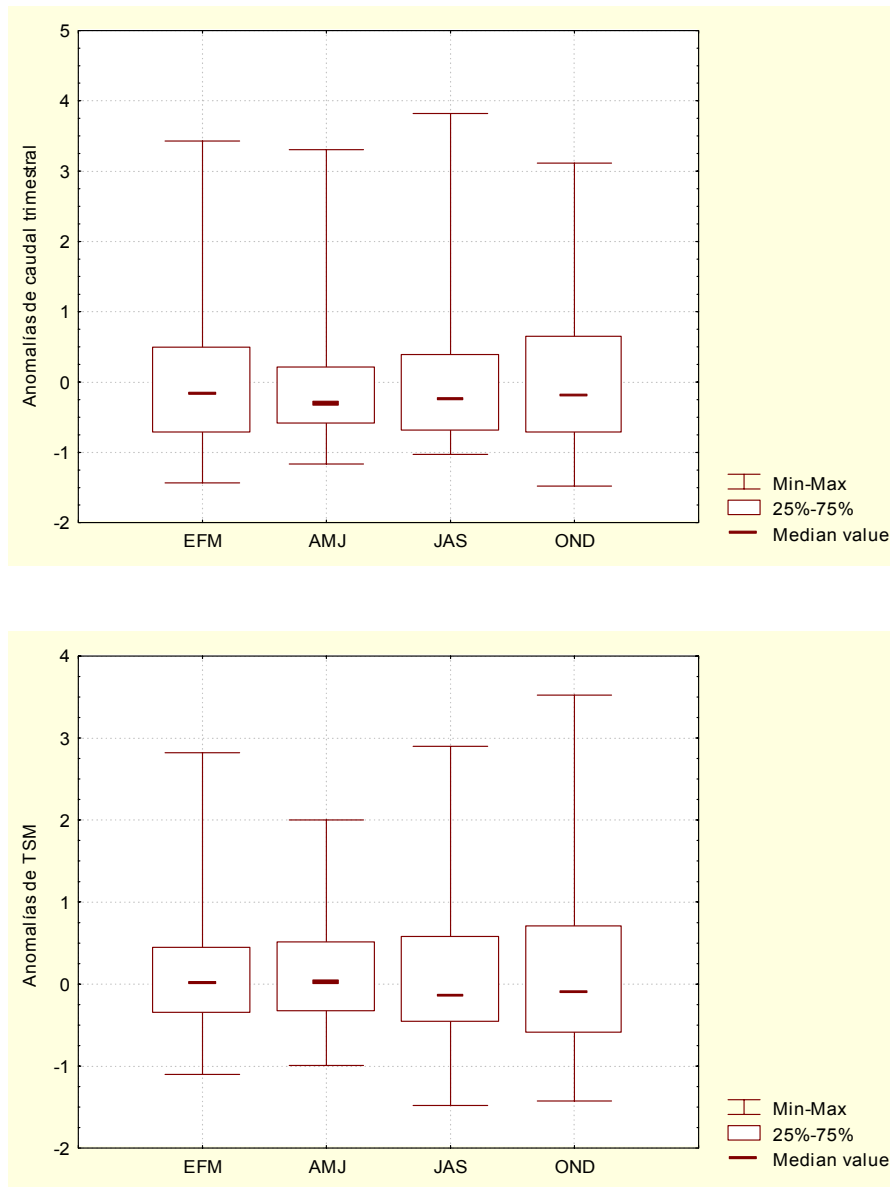 5
4
3
2
1
0
-1
-2
Anomalías de caudal trimestral
EFM AMJ JAS OND
Min-Max
25%-75%
Median value
4
3
2
1
0
-1
-2
Anomalías de TSM
EFM AMJ JAS OND
Min-Max
25%-75%
Median value